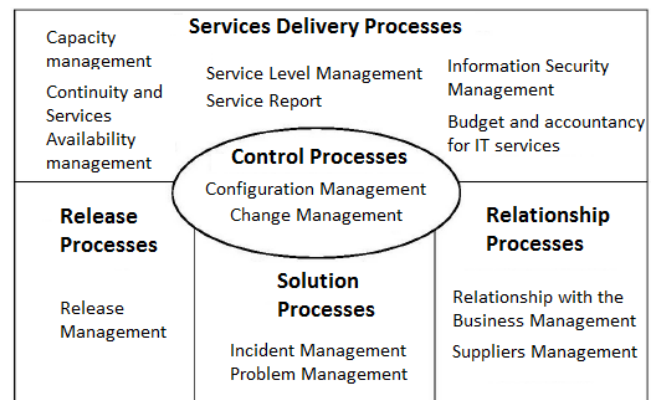 Services Delivery Processes
Capacity
management
Continuity and
Services
Availability
management
Service Level Management
Service Report
Information Security
Management
Budget and accountancy
for IT services
Control Processes
Configuration Management
Change Management
Release
Processes
Release
Management
Solution
Processes
Incident Management
Problem Management
Relationship
Processes
Relationship with the
Business Management
Suppliers Management